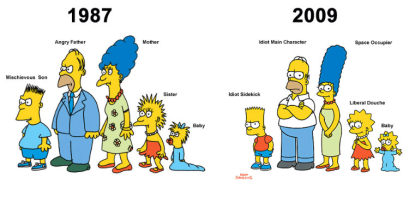 1987
2009
Angry Father
Mother
Mischievous Son
Sister
Baby
Idiot Main Character
Space Occupier
Idiot Sidekick
Liberal Douche
Baby